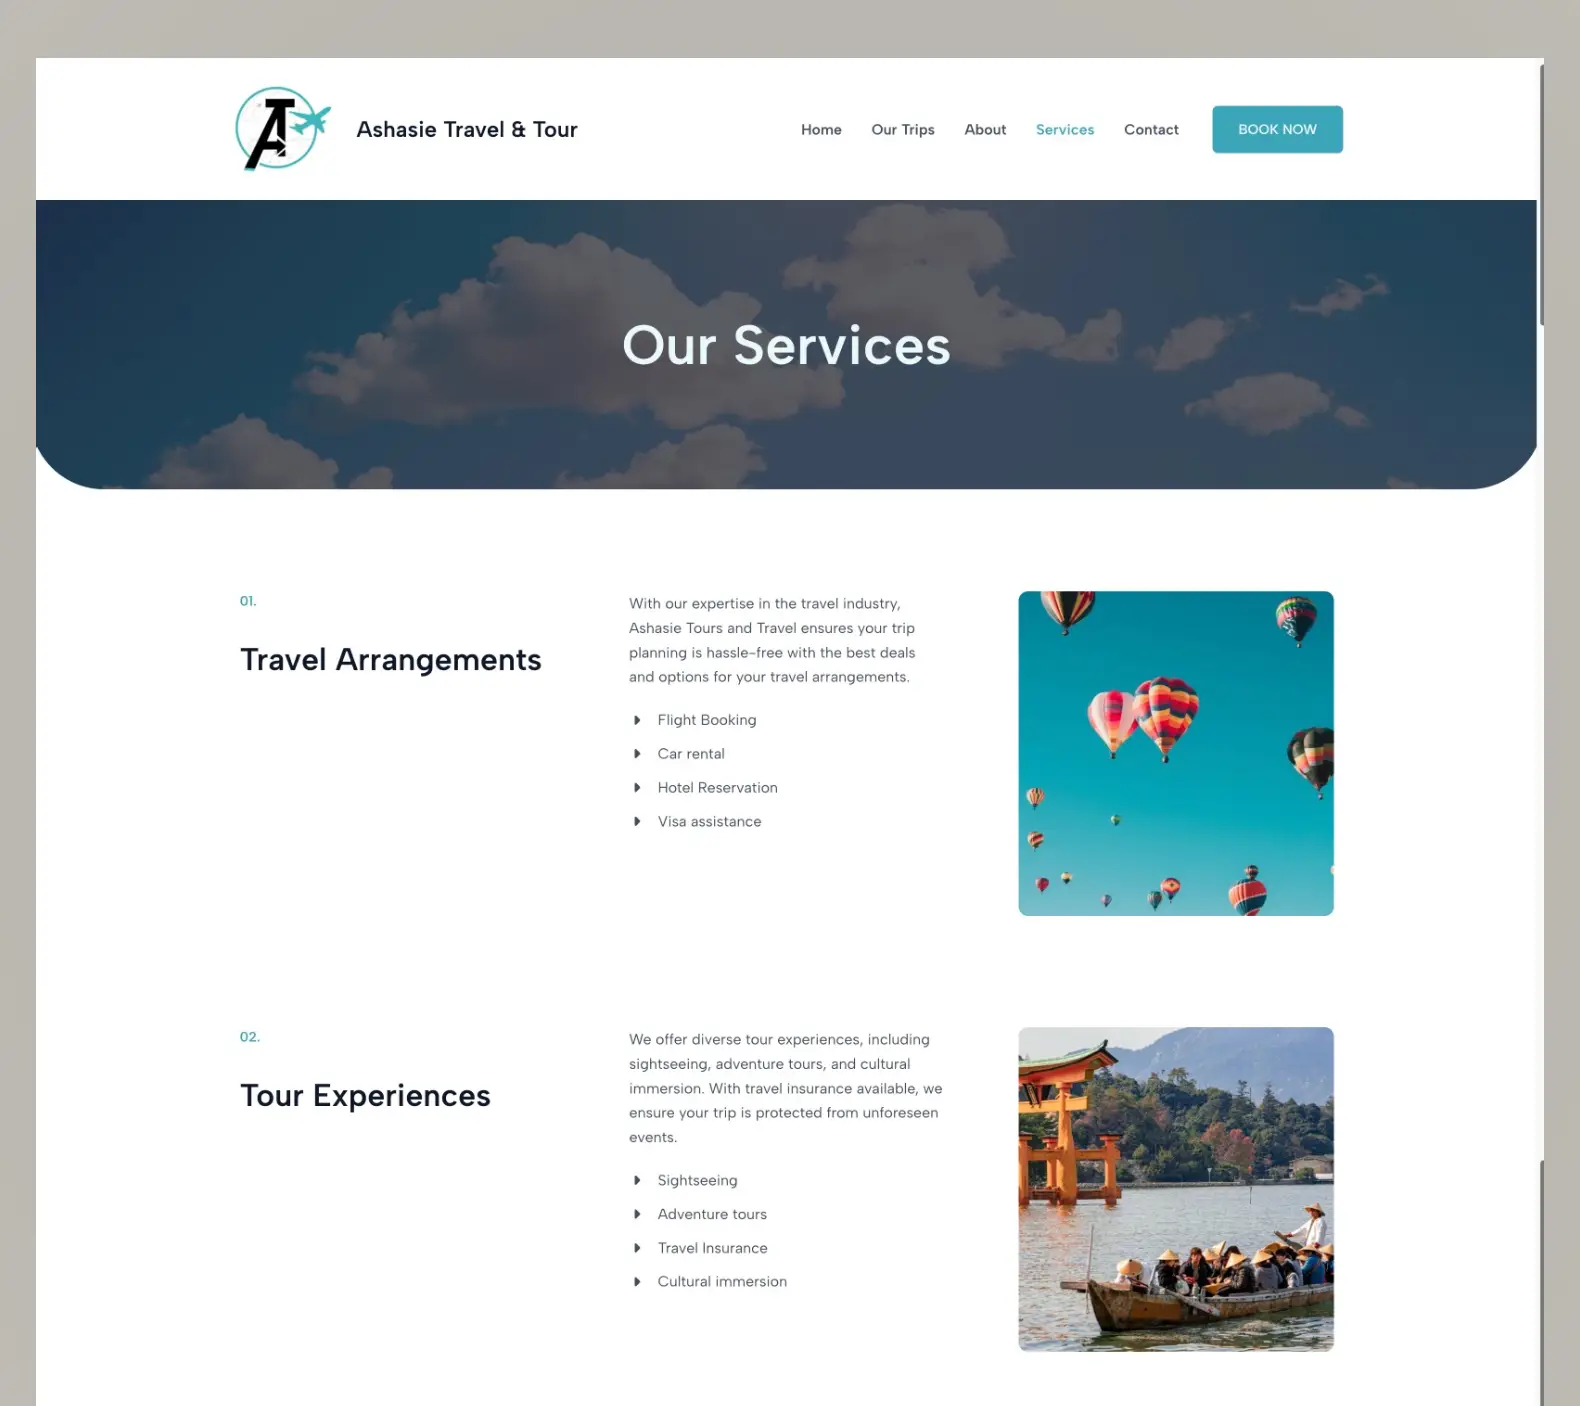 Ashasie Travel & Tour
Home
Our Trips
About
Services
Contact
BOOK NOW
Our Services
01.
Travel Arrangements
With our expertise in the travel industry,
Ashasie Tours and Travel ensures your trip
planning is hassle-free with the best deals
and options for your travel arrangements.
Flight Booking
Car rental
Hotel Reservation
Visa assistance
02.
Tour Experiences
We offer diverse tour experiences, including
sightseeing, adventure tours, and cultural
immersion. With travel insurance available, we
ensure your trip is protected from unforeseen
events.
Sightseeing
Adventure tours
Travel Insurance
Cultural immersion